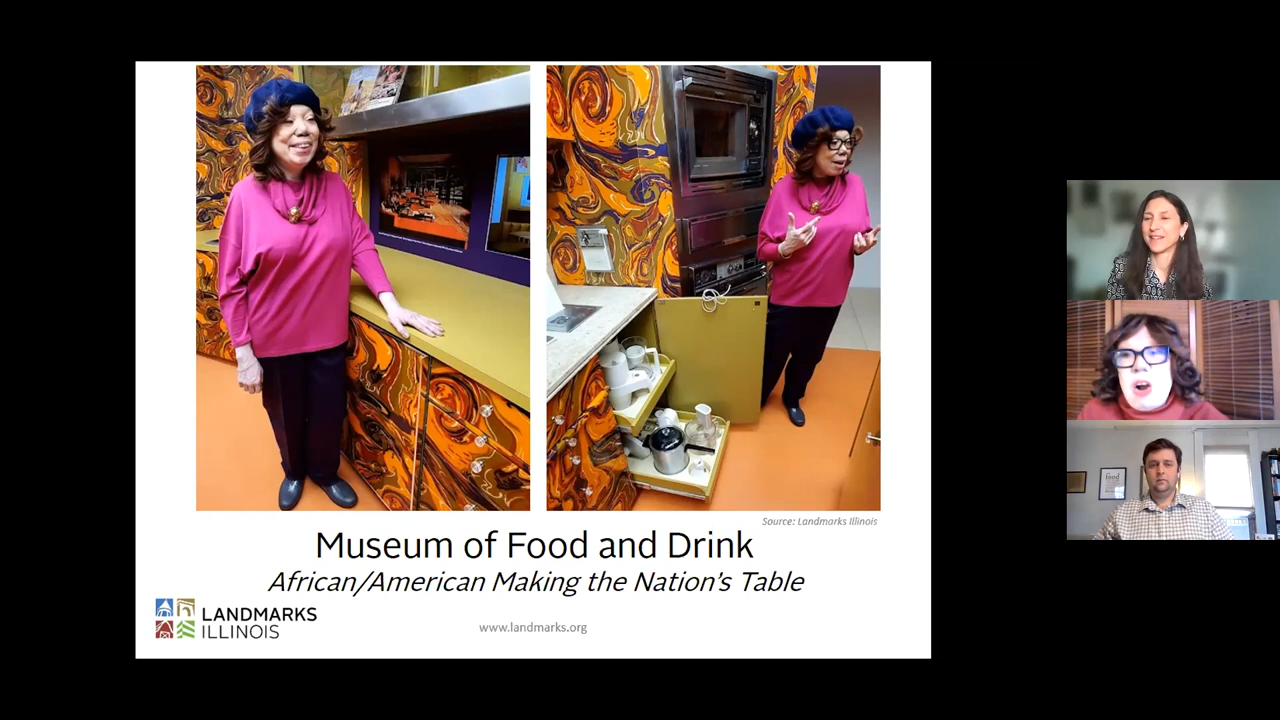 Source: Landmarks Illinois
Museum of Food and Drink
African/American Making the Nation's Table
LANDMARKS
ILLINOIS
www.landmarks.org
food